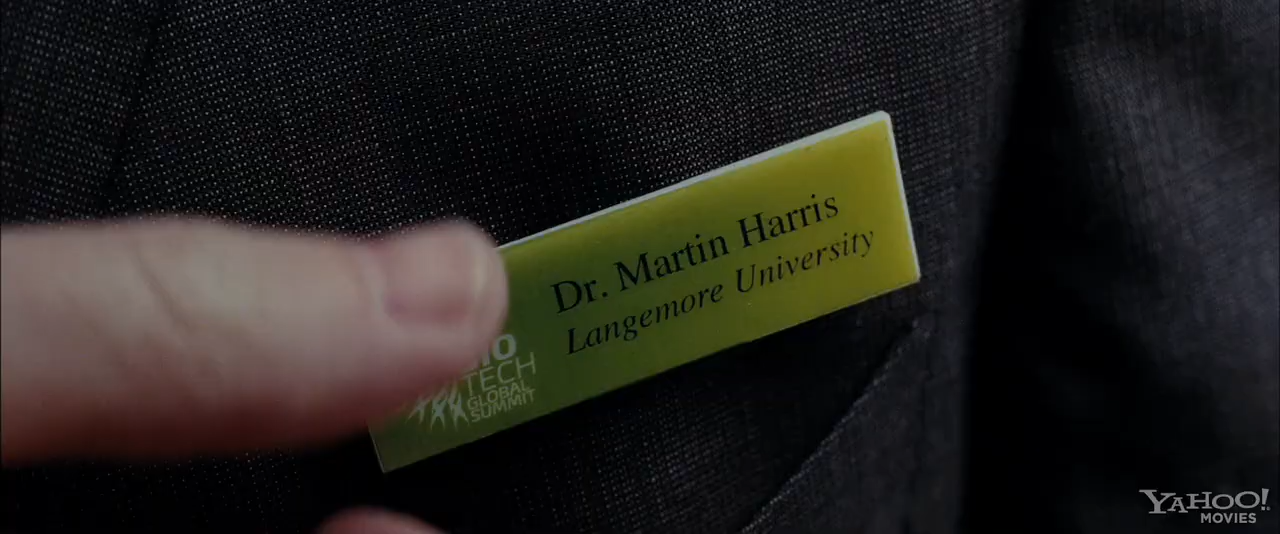 Dr. Martin Harris
Langemore University
TECH
GLOBAL
SUMMIT
YAHOO!
MOVIES